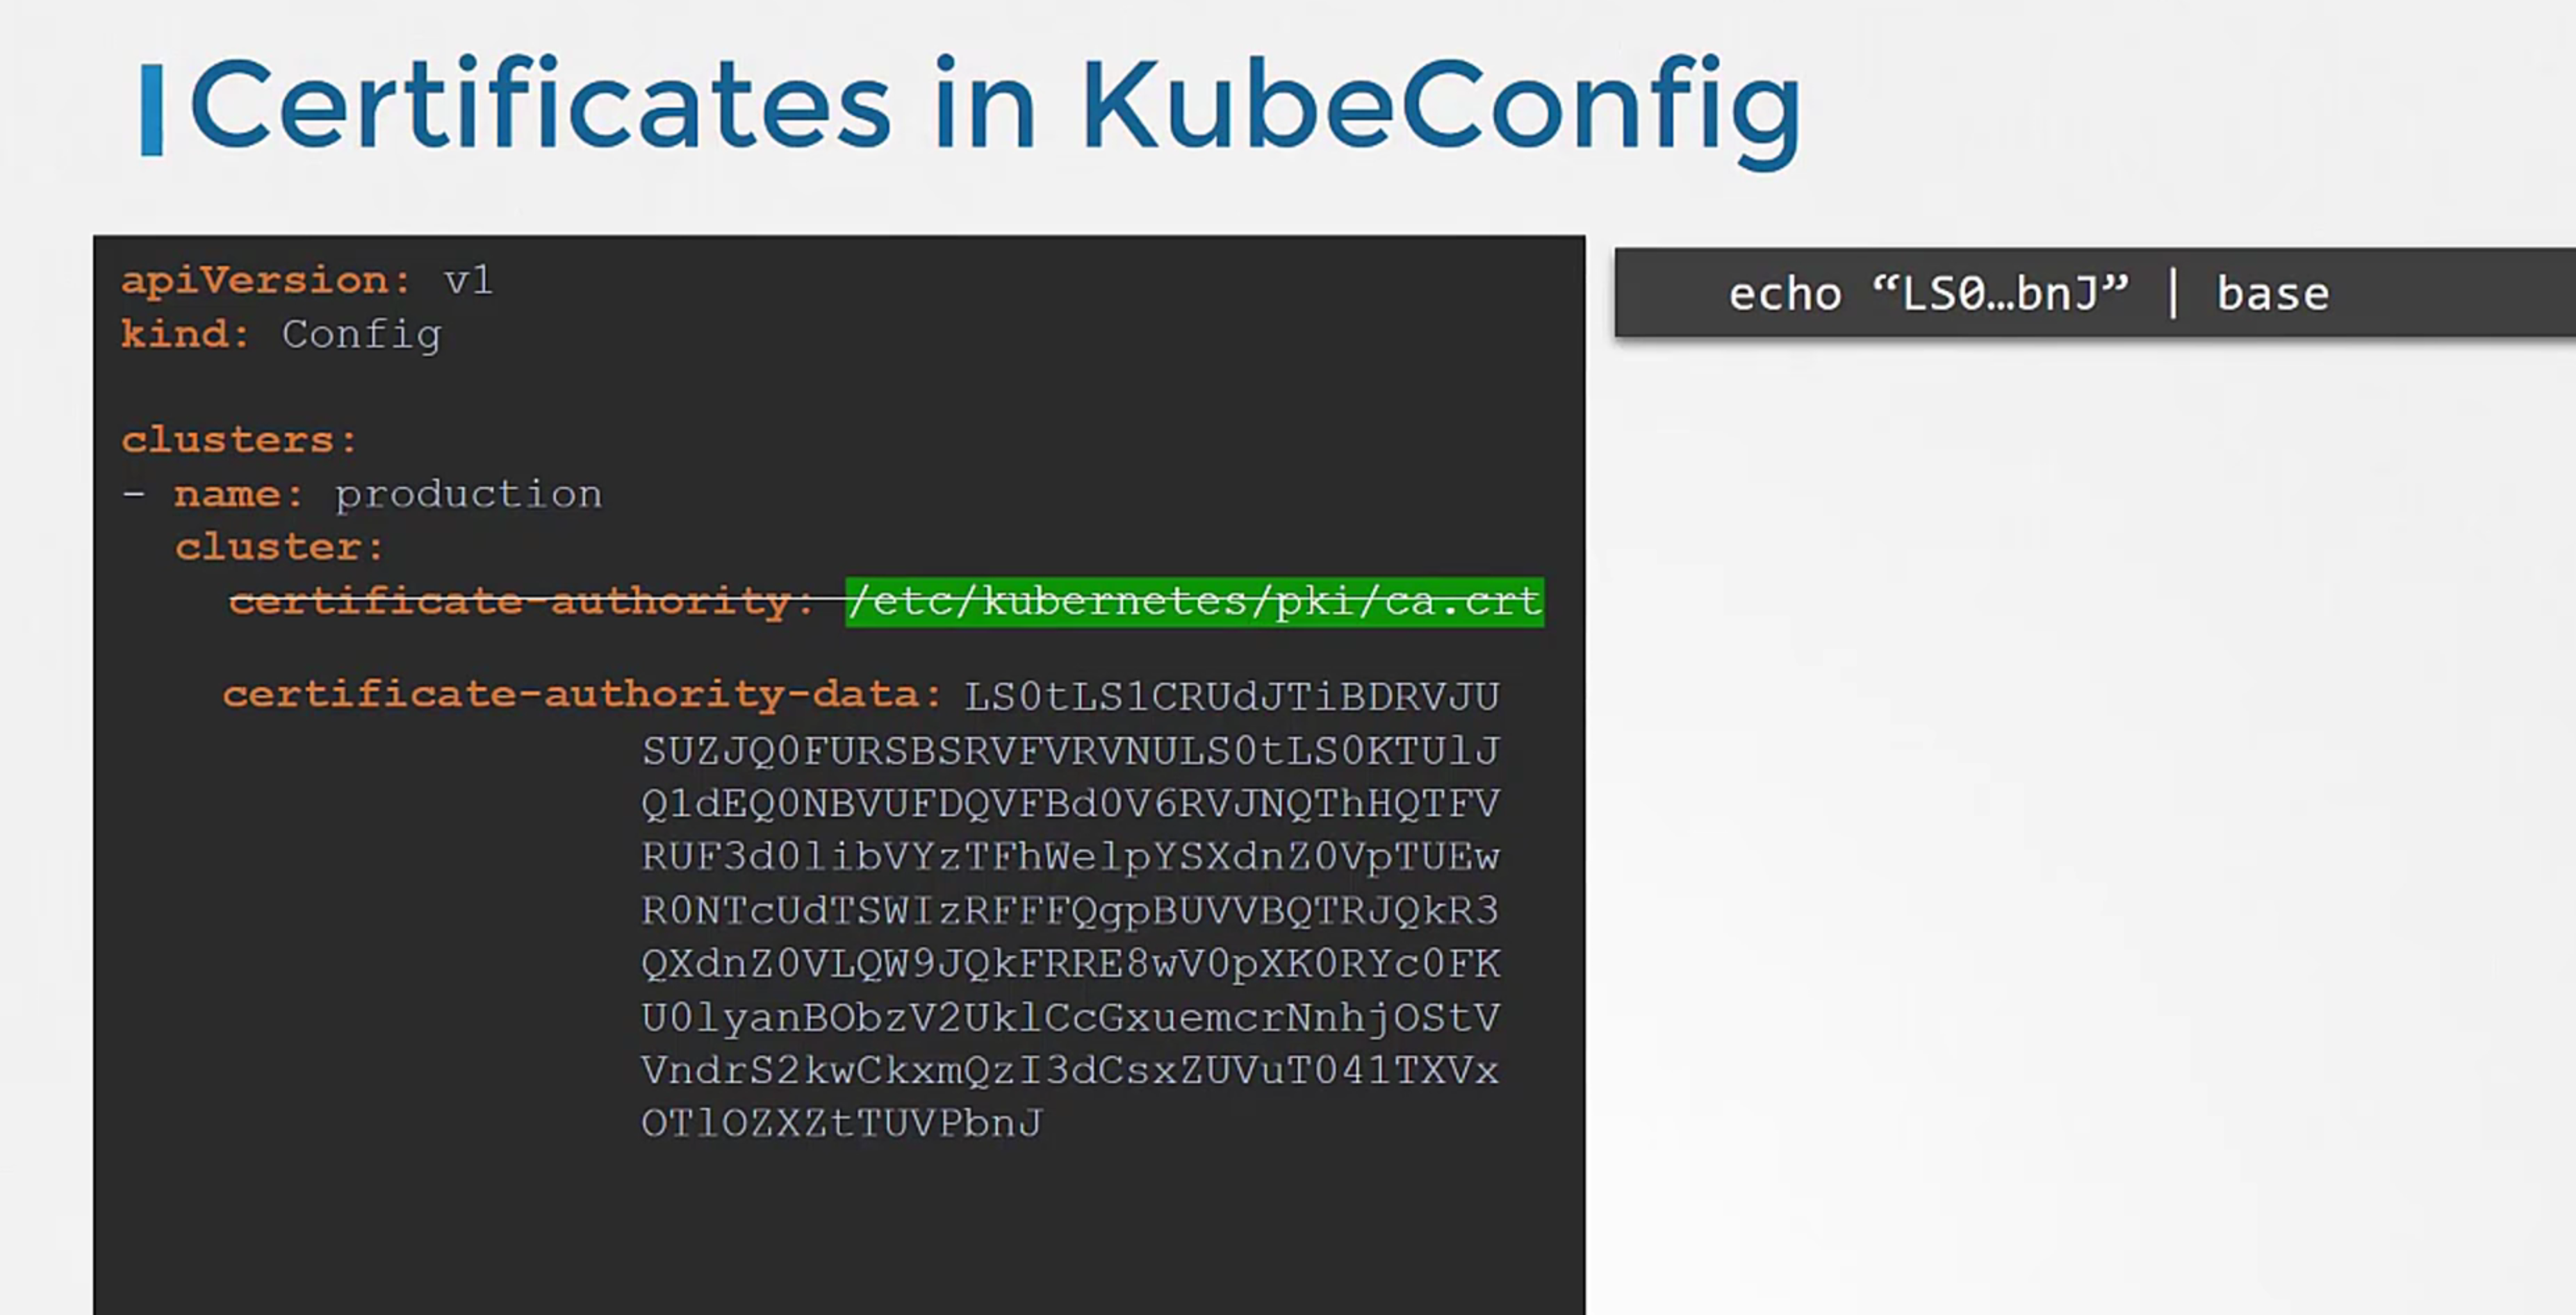 Certificates in KubeConfig
apiVersion: v1
kind: Config
clusters:
- name: production
cluster:
certificate-authority: /etc/kubernetes/pki/ca.crt
certificate-authority-data: LS0tLS1CRUdJTiBDRVJU
SUZJQ0FURSBSRVFVRVNULS0tLS0KTUlJ
Q1dEQ0NBVUFDQVFBd0V6RVJNQThHQTFV
RUF3d0libVYzTFhWelpYSXdnZ0VpTUEw
R0NTcUdTSWIzRFFFQgpBUVVBQTRJQkR3
QXdnZ0VLQW9JQkFRRE8wV0pXK0RYc0FK
U0lyanBObzV2UklCcGxuemcrNnhjOStV
VndrS2kwCkxmQzI3dCsxZUVuT041TXVx
OTlOZXZtTUVPbnJ
echo “LS0…bnJ” | base